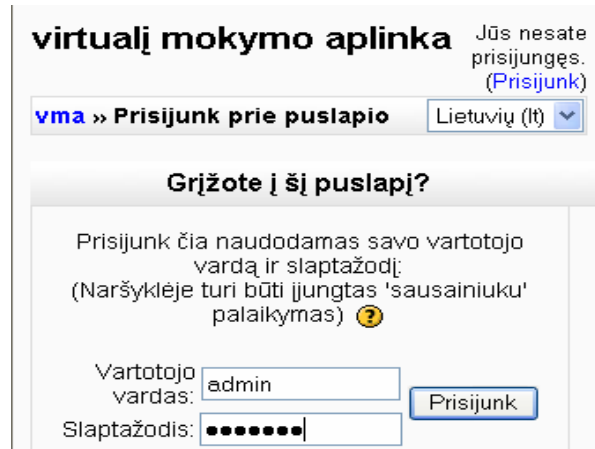 virtualį mokymo aplinka
Jūs nesate
prisijungęs.
(Prisijunk)
vma » Prisijunk prie puslapio
Lietuvių (lt)
Grįžote į šį puslapį?
Prisijunk čia naudodamas savo vartotojo
vardą ir slaptažodį:
(Naršyklėje turi būti įjungtas 'sausainiuku'
palaikymas) ?
Vartotojo
vardas: admin
Prisijunk
Slaptažodis: ●●●●●●●